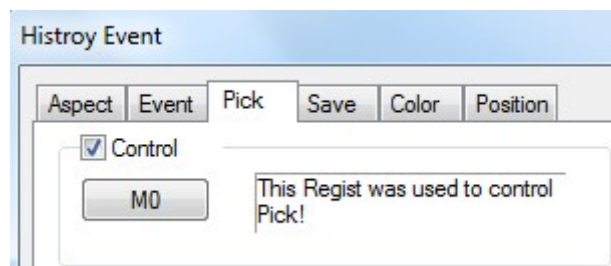 Histroy Event
Aspect Event Pick Save Color Position
Control
M0 This Regist was used to control
Pick!